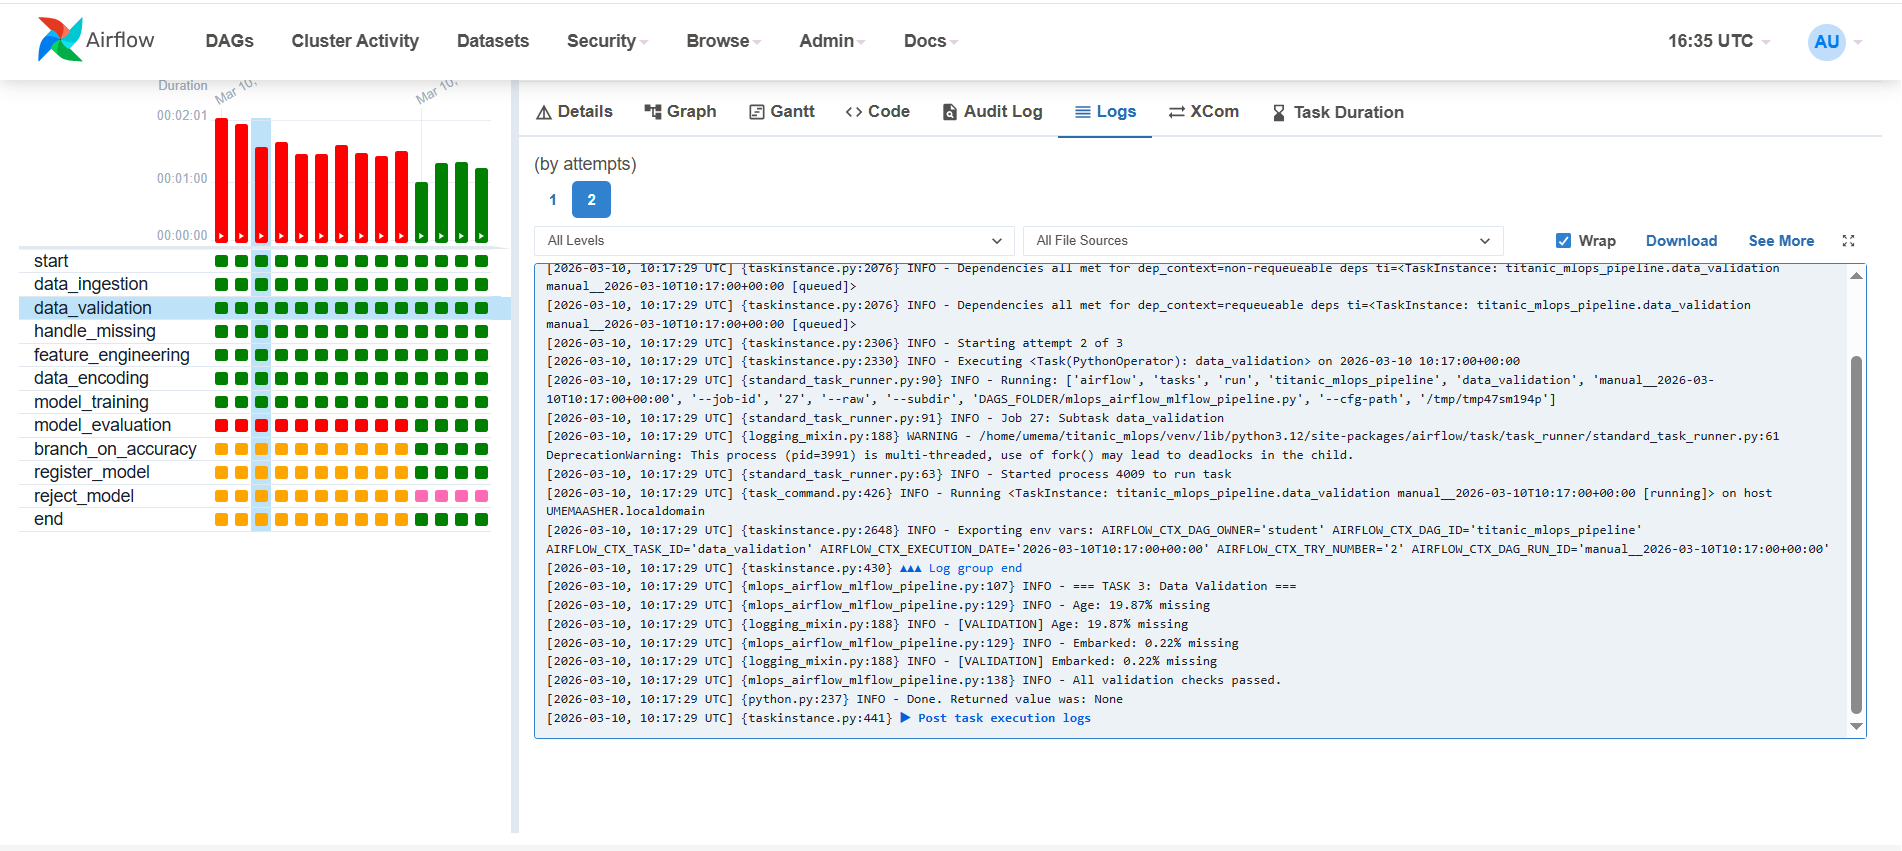 Airflow
DAGs Cluster Activity Datasets Security Browse Admin Docs 16:35 UTC AU
Duration
Mar 10, Mar 10,
00:02:01
00:01:00
00:00:00
start
data_ingestion
data_validation
handle_missing
feature_engineering
data_encoding
model_training
model_evaluation
branch_on_accuracy
register_model
reject_model
end
Details Graph Gantt Code Audit Log Logs XCom Task Duration
(by attempts)
1 2
All Levels All File Sources Wrap Download See More
[2026-03-10, 10:17:29 UTC] {taskinstance.py:2076} INFO - Dependencies all met for dep_context=non-requeueable deps ti=<TaskInstance: titanic_mlops_pipeline.data_validation
manual__2026-03-10T10:17:00+00:00 [queued]>
[2026-03-10, 10:17:29 UTC] {taskinstance.py:2076} INFO - Dependencies all met for dep_context=requeueable deps ti=<TaskInstance: titanic_mlops_pipeline.data_validation
manual__2026-03-10T10:17:00+00:00 [queued]>
[2026-03-10, 10:17:29 UTC] {taskinstance.py:2306} INFO - Starting attempt 2 of 3
[2026-03-10, 10:17:29 UTC] {taskinstance.py:2330} INFO - Executing <Task(PythonOperator): data_validation> on 2026-03-10 10:17:00+00:00
[2026-03-10, 10:17:29 UTC] {standard_task_runner.py:90} INFO - Running: ['airflow', 'tasks', 'run', 'titanic_mlops_pipeline', 'data_validation', 'manual__2026-03-
10T10:17:00+00:00', '--job-id', '27', '--raw', '--subdir', 'DAGS_FOLDER/mlops_airflow_mlflow_pipeline.py', '--cfg-path', '/tmp/tmp47sm194p']
[2026-03-10, 10:17:29 UTC] {standard_task_runner.py:91} INFO - Job 27: Subtask data_validation
[2026-03-10, 10:17:29 UTC] {logging_mixin.py:188} WARNING - /home/umema/titanic_mlops/venv/lib/python3.12/site-packages/airflow/task/task_runner/standard_task_runner.py:61
DeprecationWarning: This process (pid=3991) is multi-threaded, use of fork() may lead to deadlocks in the child.
[2026-03-10, 10:17:29 UTC] {standard_task_runner.py:63} INFO - Started process 4009 to run task
[2026-03-10, 10:17:29 UTC] {task_command.py:426} INFO - Running <TaskInstance: titanic_mlops_pipeline.data_validation manual__2026-03-10T10:17:00+00:00 [running]> on host
UMEMAASHER.localdomain
[2026-03-10, 10:17:29 UTC] {taskinstance.py:2648} INFO - Exporting env vars: AIRFLOW_CTX_DAG_OWNER='student' AIRFLOW_CTX_DAG_ID='titanic_mlops_pipeline'
AIRFLOW_CTX_TASK_ID='data_validation' AIRFLOW_CTX_EXECUTION_DATE='2026-03-10T10:17:00+00:00' AIRFLOW_CTX_TRY_NUMBER='2' AIRFLOW_CTX_DAG_RUN_ID='manual__2026-03-10T10:17:00+00:00'
[2026-03-10, 10:17:29 UTC] {taskinstance.py:430} ▲▲▲ Log group end
[2026-03-10, 10:17:29 UTC] {mlops_airflow_mlflow_pipeline.py:107} INFO - === TASK 3: Data Validation ===
[2026-03-10, 10:17:29 UTC] {mlops_airflow_mlflow_pipeline.py:129} INFO - Age: 19.87% missing
[2026-03-10, 10:17:29 UTC] {logging_mixin.py:188} INFO - [VALIDATION] Age: 19.87% missing
[2026-03-10, 10:17:29 UTC] {mlops_airflow_mlflow_pipeline.py:129} INFO - Embarked: 0.22% missing
[2026-03-10, 10:17:29 UTC] {logging_mixin.py:188} INFO - [VALIDATION] Embarked: 0.22% missing
[2026-03-10, 10:17:29 UTC] {mlops_airflow_mlflow_pipeline.py:138} INFO - All validation checks passed.
[2026-03-10, 10:17:29 UTC] {python.py:237} INFO - Done. Returned value was: None
[2026-03-10, 10:17:29 UTC] {taskinstance.py:441} ▶ Post task execution logs